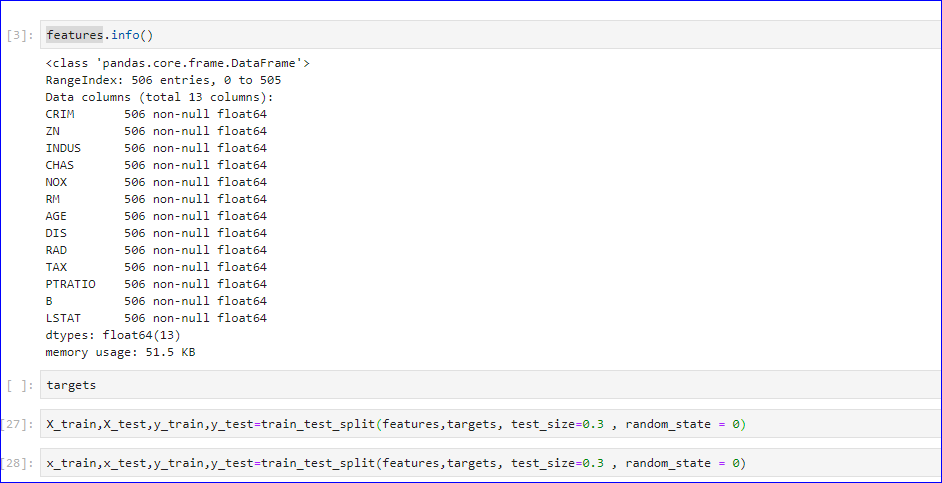 [3]: features.info()
<class 'pandas.core.frame.DataFrame'>
RangeIndex: 506 entries, 0 to 505
Data columns (total 13 columns):
CRIM       506 non-null float64
ZN         506 non-null float64
INDUS      506 non-null float64
CHAS       506 non-null float64
NOX        506 non-null float64
RM         506 non-null float64
AGE        506 non-null float64
DIS        506 non-null float64
RAD        506 non-null float64
TAX        506 non-null float64
PTRATIO    506 non-null float64
B          506 non-null float64
LSTAT      506 non-null float64
dtypes: float64(13)
memory usage: 51.5 KB
[ ]: targets
[27]: X_train,X_test,y_train,y_test=train_test_split(features,targets, test_size=0.3 , random_state = 0)
[28]: x_train,x_test,y_train,y_test=train_test_split(features,targets, test_size=0.3 , random_state = 0)